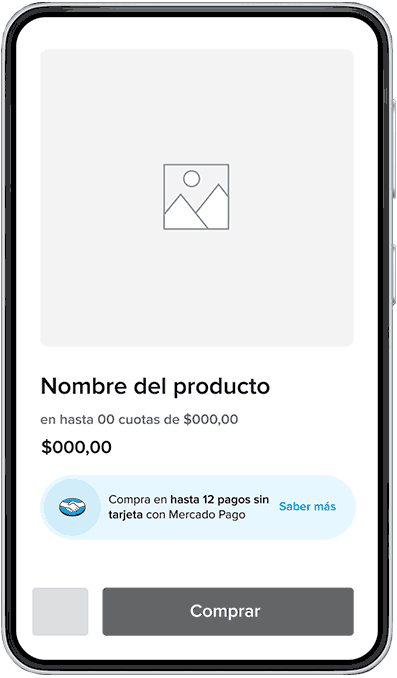 Nombre del producto
en hasta 00 cuotas de $000,00
$000,00
Compra en hasta 12 pagos sin
tarjeta con Mercado Pago
Saber más
Comprar